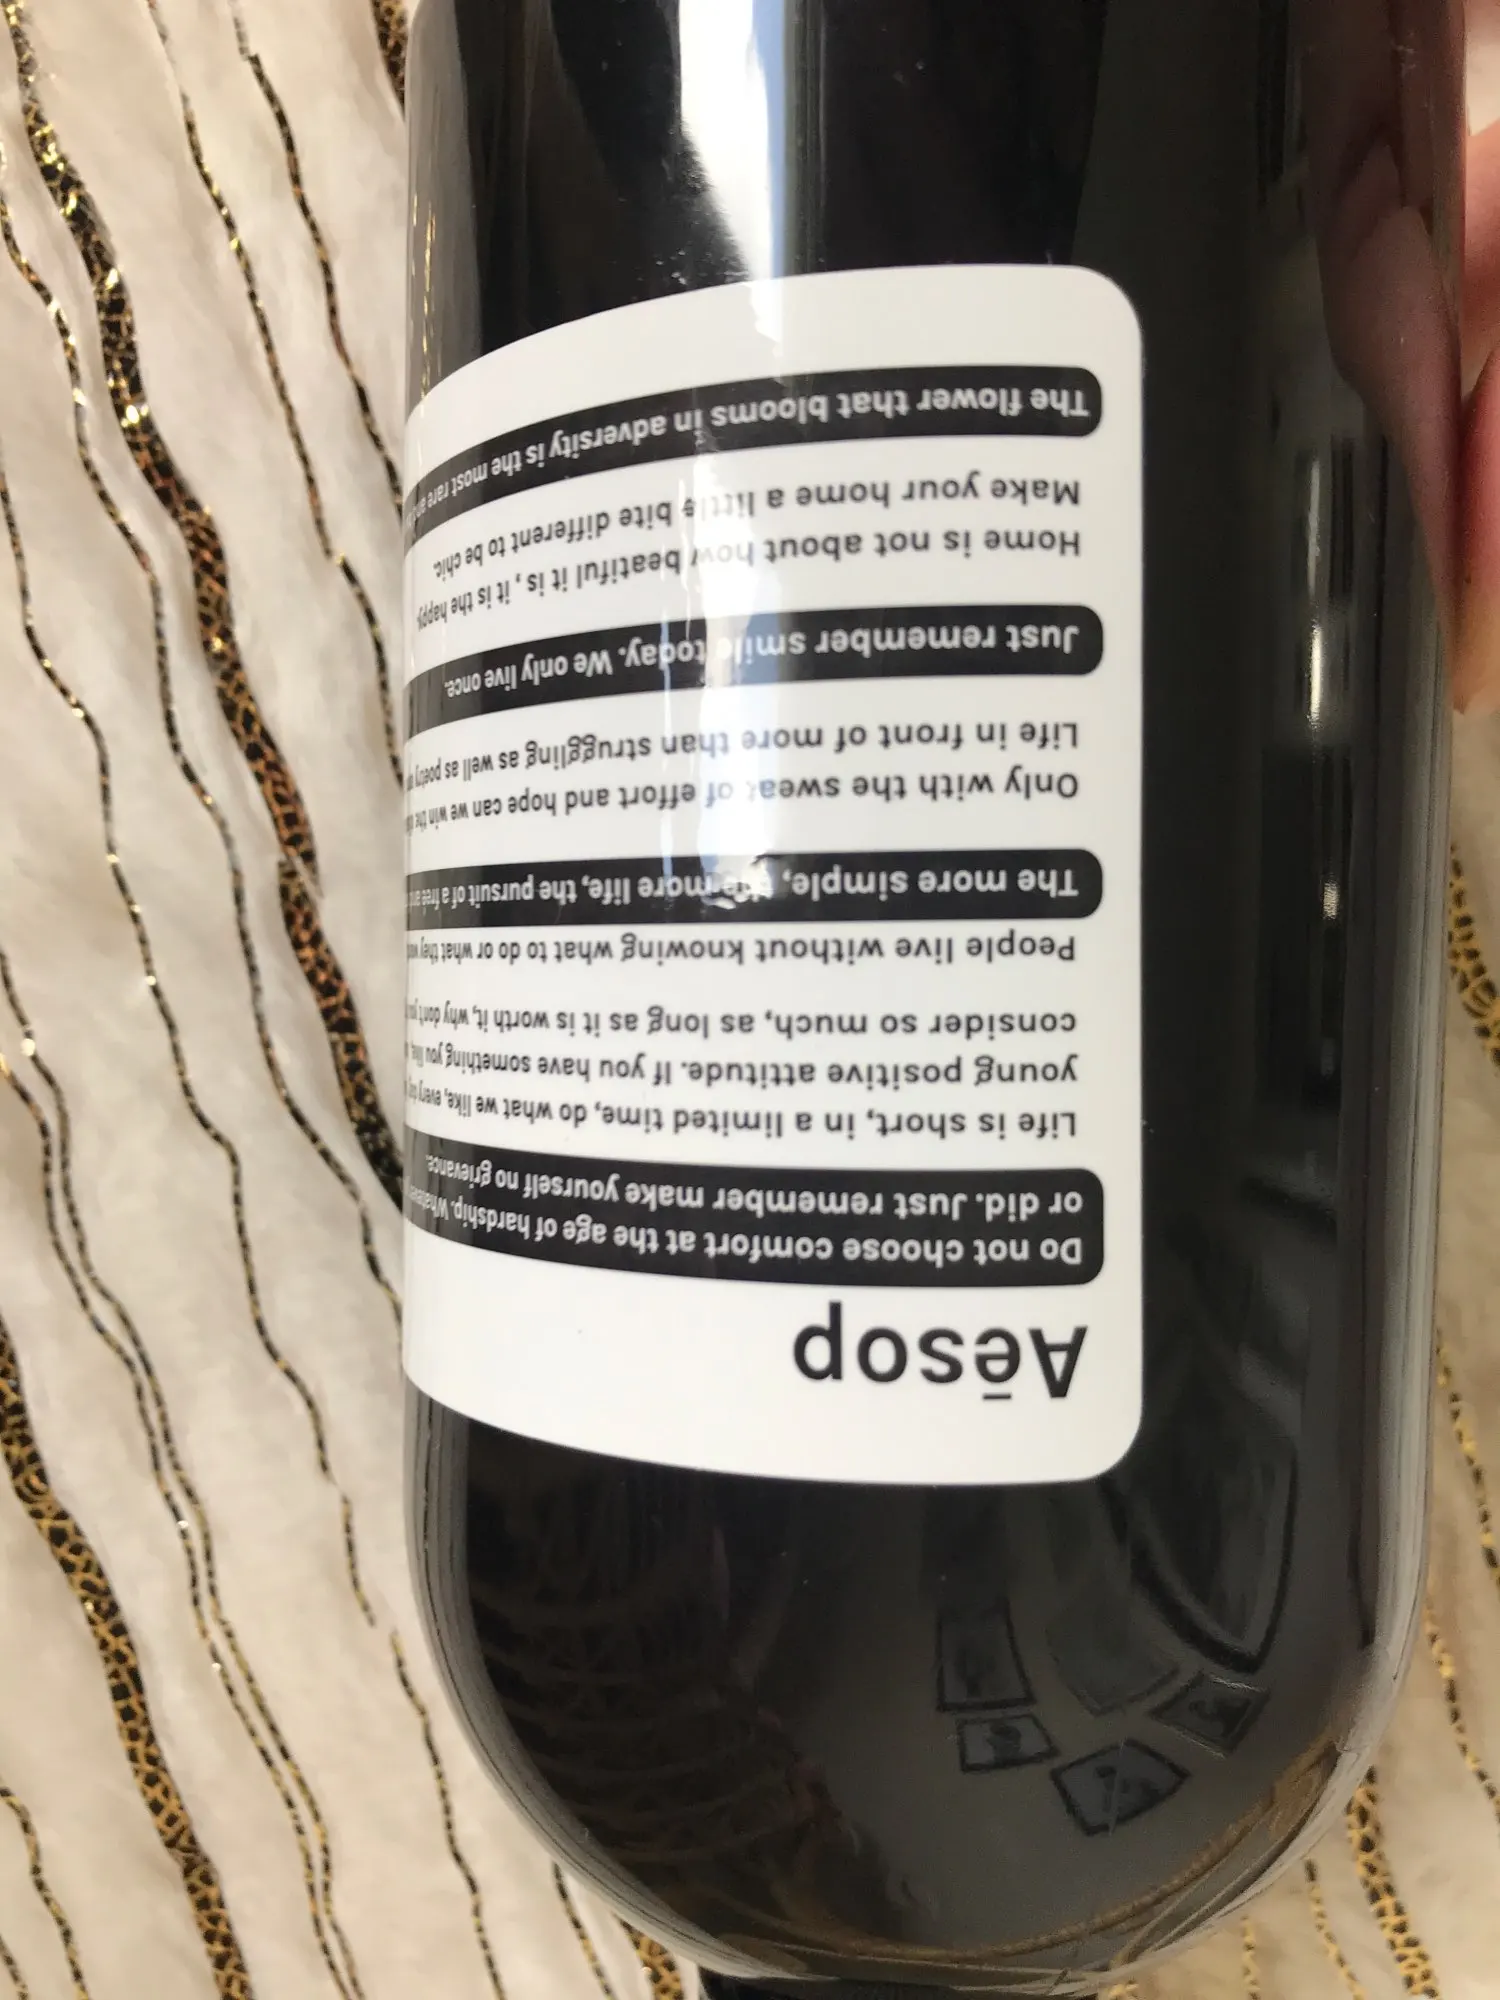 Aēsop
Do not choose comfort at the age of hardship. Whatever
or did. Just remember make yourself no grievance.
Life is short, in a limited time, do what we like, every day
young positive attitude. If you have something you like,
consider so much, as long as it is worth it, why don't you
People live without knowing what to do or what they
The more simple, the more life, the pursuit of a free and
Only with the sweat of effort and hope can we win the
Life in front of more than struggling as well as poetry
Just remember smile today. We only live once.
Home is not about how beatiful it is , it is the happy.
Make your home a little bite different to be chic.
The flower that blooms in adversity is the most rare and